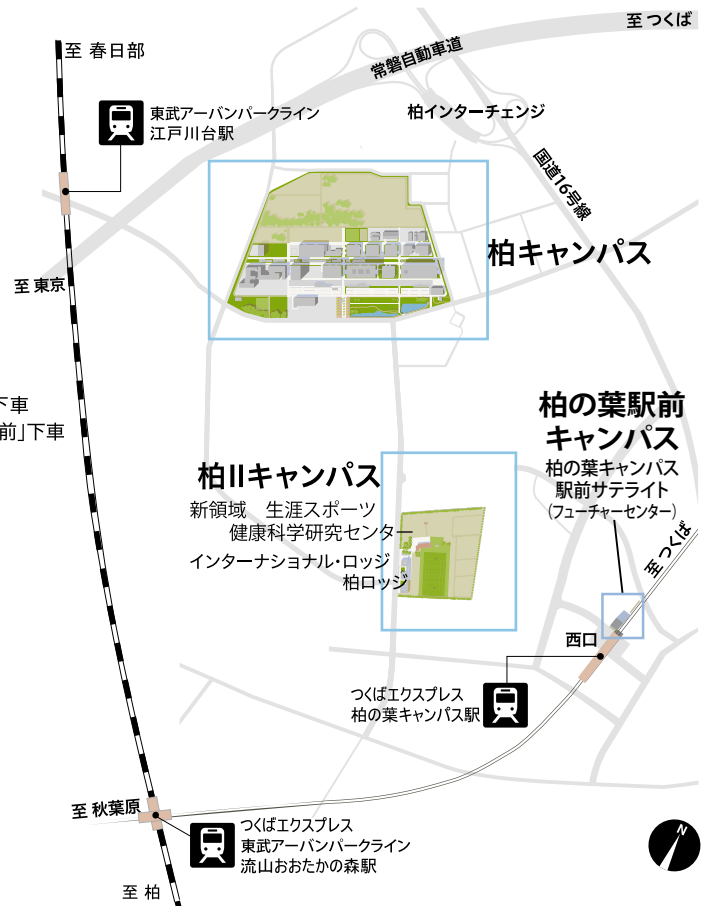 至 つくば
至 春日部
常磐自動車道
東武アーバンパークライン
江戸川台駅
柏インターチェンジ
国道16号線
柏キャンパス
至 東京
下車
前」下車
柏の葉駅前
キャンパス
柏の葉キャンパス
駅前サテライト
(フューチャーセンター)
柏IIキャンパス
新領域 生涯スポーツ
健康科学研究センター
インターナショナル・ロッジ
柏ロッジ
至 つくば
西口
つくばエクスプレス
柏の葉キャンパス駅
至 秋葉原
つくばエクスプレス
東武アーバンパークライン
流山おおたかの森駅
N
至 柏